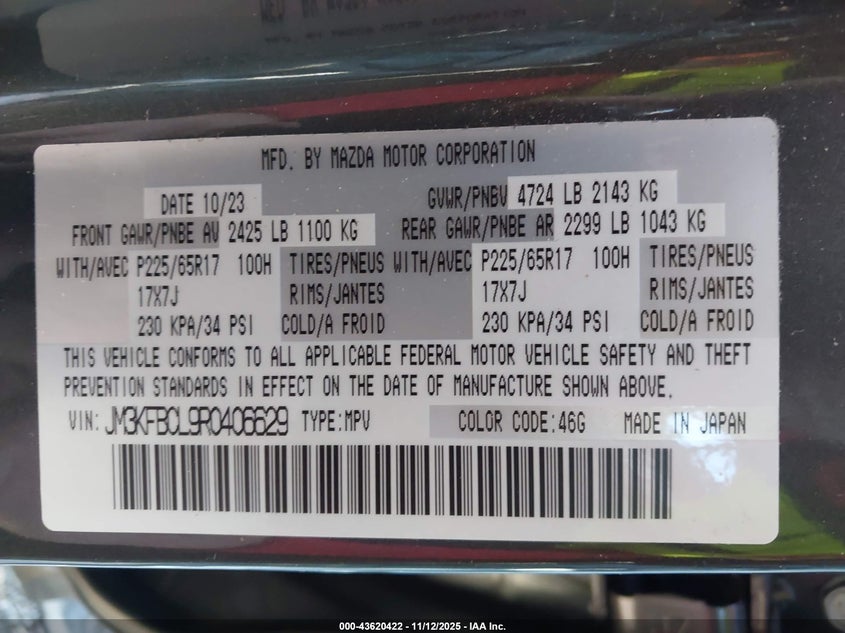 MFD. BY MAZDA MOTOR CORPORATION
DATE 10/23 GVWR/PNBV 4724 LB 2143 KG
FRONT GAWR/PNBE AV 2425 LB 1100 KG REAR GAWR/PNBE AR 2299 LB 1043 KG
WITH/AVEC P225/65R17 100H TIRES/PNEUS WITH/AVEC P225/65R17 100H TIRES/PNEUS
17X7J RIMS/JANTES 17X7J RIMS/JANTES
230 KPA/34 PSI COLD/A FROID 230 KPA/34 PSI COLD/A FROID
THIS VEHICLE CONFORMS TO ALL APPLICABLE FEDERAL MOTOR VEHICLE SAFETY AND THEFT
PREVENTION STANDARDS IN EFFECT ON THE DATE OF MANUFACTURE SHOWN ABOVE.
VIN: JM3KFBCL9R0406629 TYPE:MPV COLOR CODE:46G MADE IN JAPAN
000-43620422 - 11/12/2025 - IAA Inc.